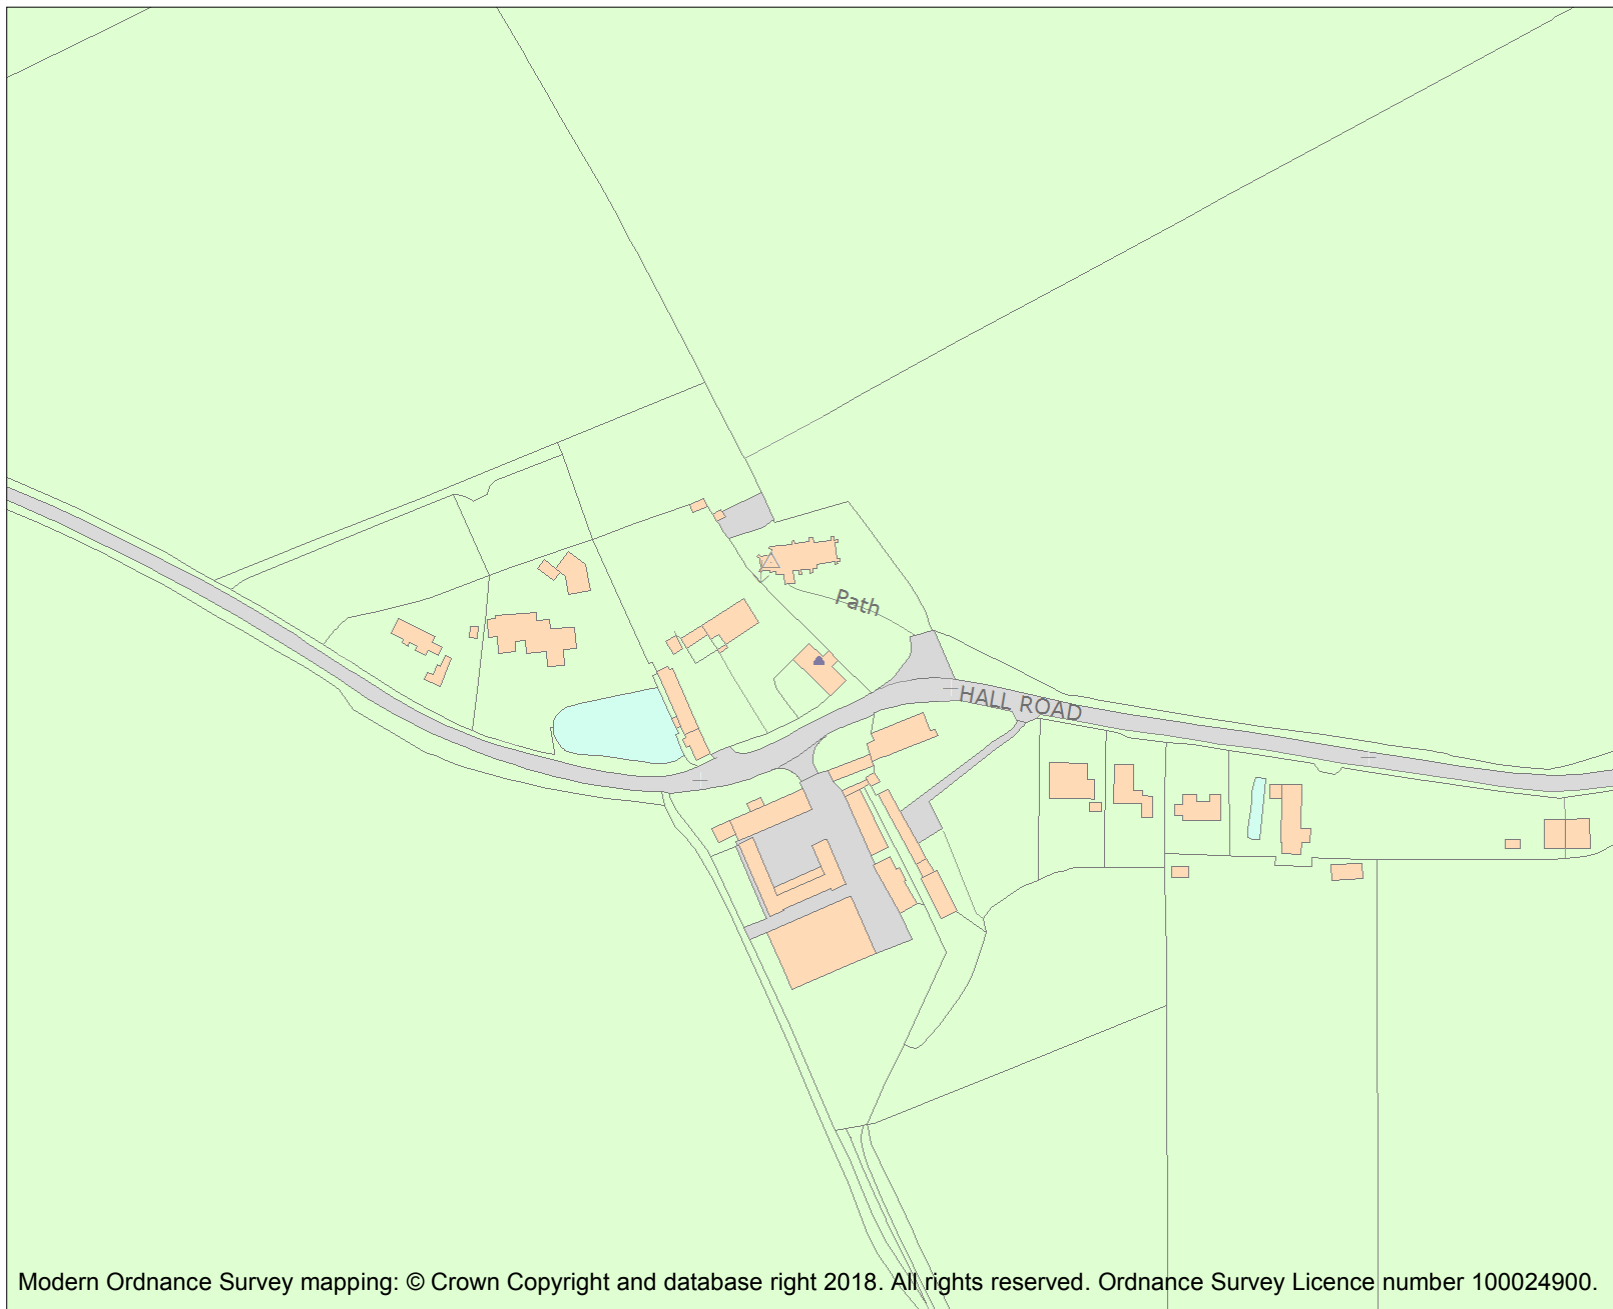 Path
HALL ROAD
Modern Ordnance Survey mapping: © Crown Copyright and database right 2018. All rights reserved. Ordnance Survey Licence number 100024900.